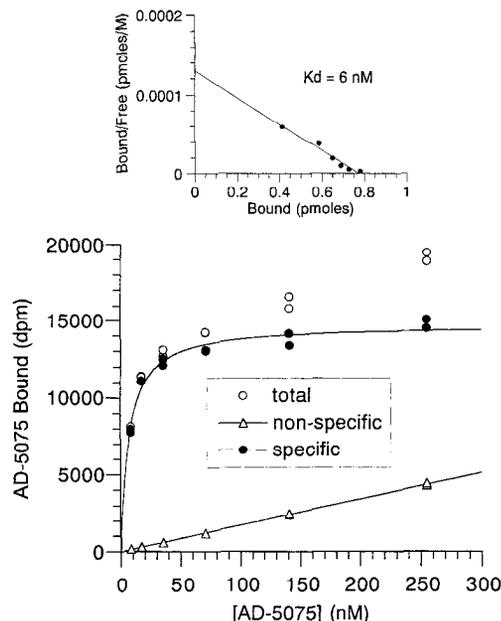 0.0002
0.0001
0
Bound/Free (pmcles/M)
Kd = 6 nM
0 0.2 0.4 0.6 0.8 1
Bound (pmoles)
20000
15000
10000
5000
0
AD-5075 Bound (dpm)
total
non-specific
specific
0 50 100 150 200 250 300
[AD-5075] (nM)